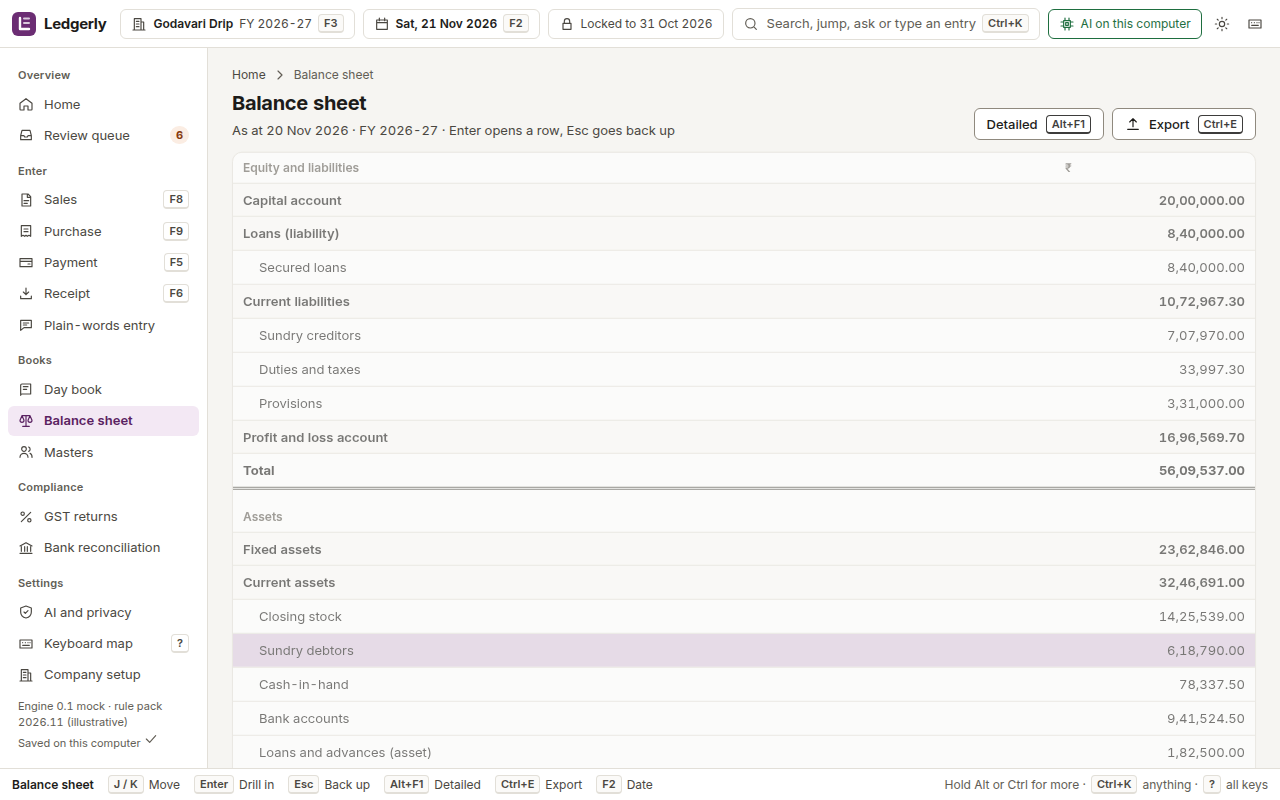 Ledgerly
Godavari Drip FY 2026-27 F3
Sat, 21 Nov 2026 F2
Locked to 31 Oct 2026
Search, jump, ask or type an entry Ctrl+K
AI on this computer
Overview
Home
Review queue 6
Enter
Sales F8
Purchase F9
Payment F5
Receipt F6
Plain-words entry
Books
Day book
Balance sheet
Masters
Compliance
GST returns
Bank reconciliation
Settings
AI and privacy
Keyboard map ?
Company setup
Engine 0.1 mock · rule pack
2026.11 (illustrative)
Saved on this computer
Home > Balance sheet
Balance sheet
As at 20 Nov 2026 · FY 2026-27 · Enter opens a row, Esc goes back up
Detailed Alt+F1
Export Ctrl+E
Equity and liabilities ₹
Capital account 20,00,000.00
Loans (liability) 8,40,000.00
Secured loans 8,40,000.00
Current liabilities 10,72,967.30
Sundry creditors 7,07,970.00
Duties and taxes 33,997.30
Provisions 3,31,000.00
Profit and loss account 16,96,569.70
Total 56,09,537.00
Assets
Fixed assets 23,62,846.00
Current assets 32,46,691.00
Closing stock 14,25,539.00
Sundry debtors 6,18,790.00
Cash-in-hand 78,337.50
Bank accounts 9,41,524.50
Loans and advances (asset) 1,82,500.00
Balance sheet J / K Move Enter Drill in Esc Back up Alt+F1 Detailed Ctrl+E Export F2 Date
Hold Alt or Ctrl for more · Ctrl+K anything · ? all keys